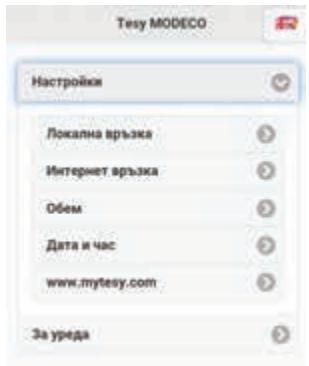 Tesy MODECO
Настройки
Локална връзка
Интернет връзка
Обем
Дата и час
www.mytesy.com
За уреда